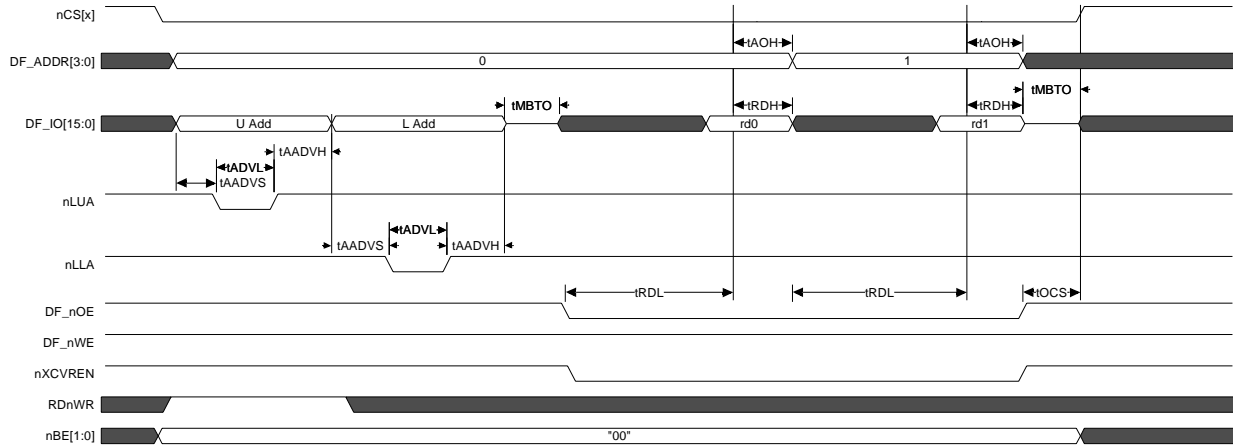 nCS[x]
tAOH tAOH
DF_ADDR[3:0] 0 1
tMBTO tRDH tRDH tMBTO
DF_IO[15:0] U Add L Add rd0 rd1
tAADVH
tADVL
tAADVS
nLUA
tADVL
tAADVS tAADVH
nLLA
tRDL tRDL tOCS
DF_nOE
DF_nWE
nXCVREN
RDnWR
nBE[1:0] "00"